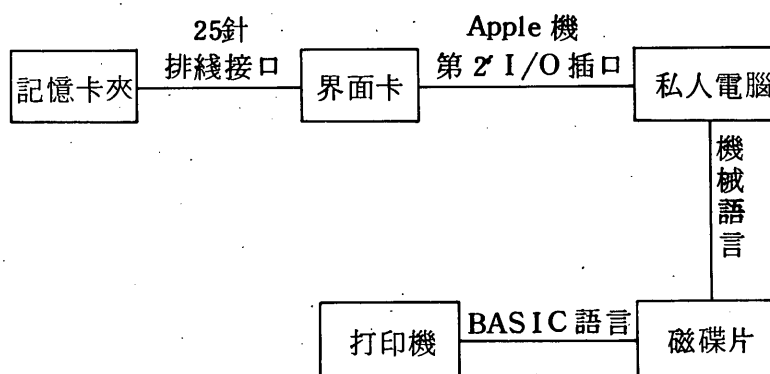 25針
排綫接口
Apple 機
第 2 I/O 插口
記憶卡夾
界面卡
私人電腦
機械語言
打印機
BASIC 語言
磁碟片